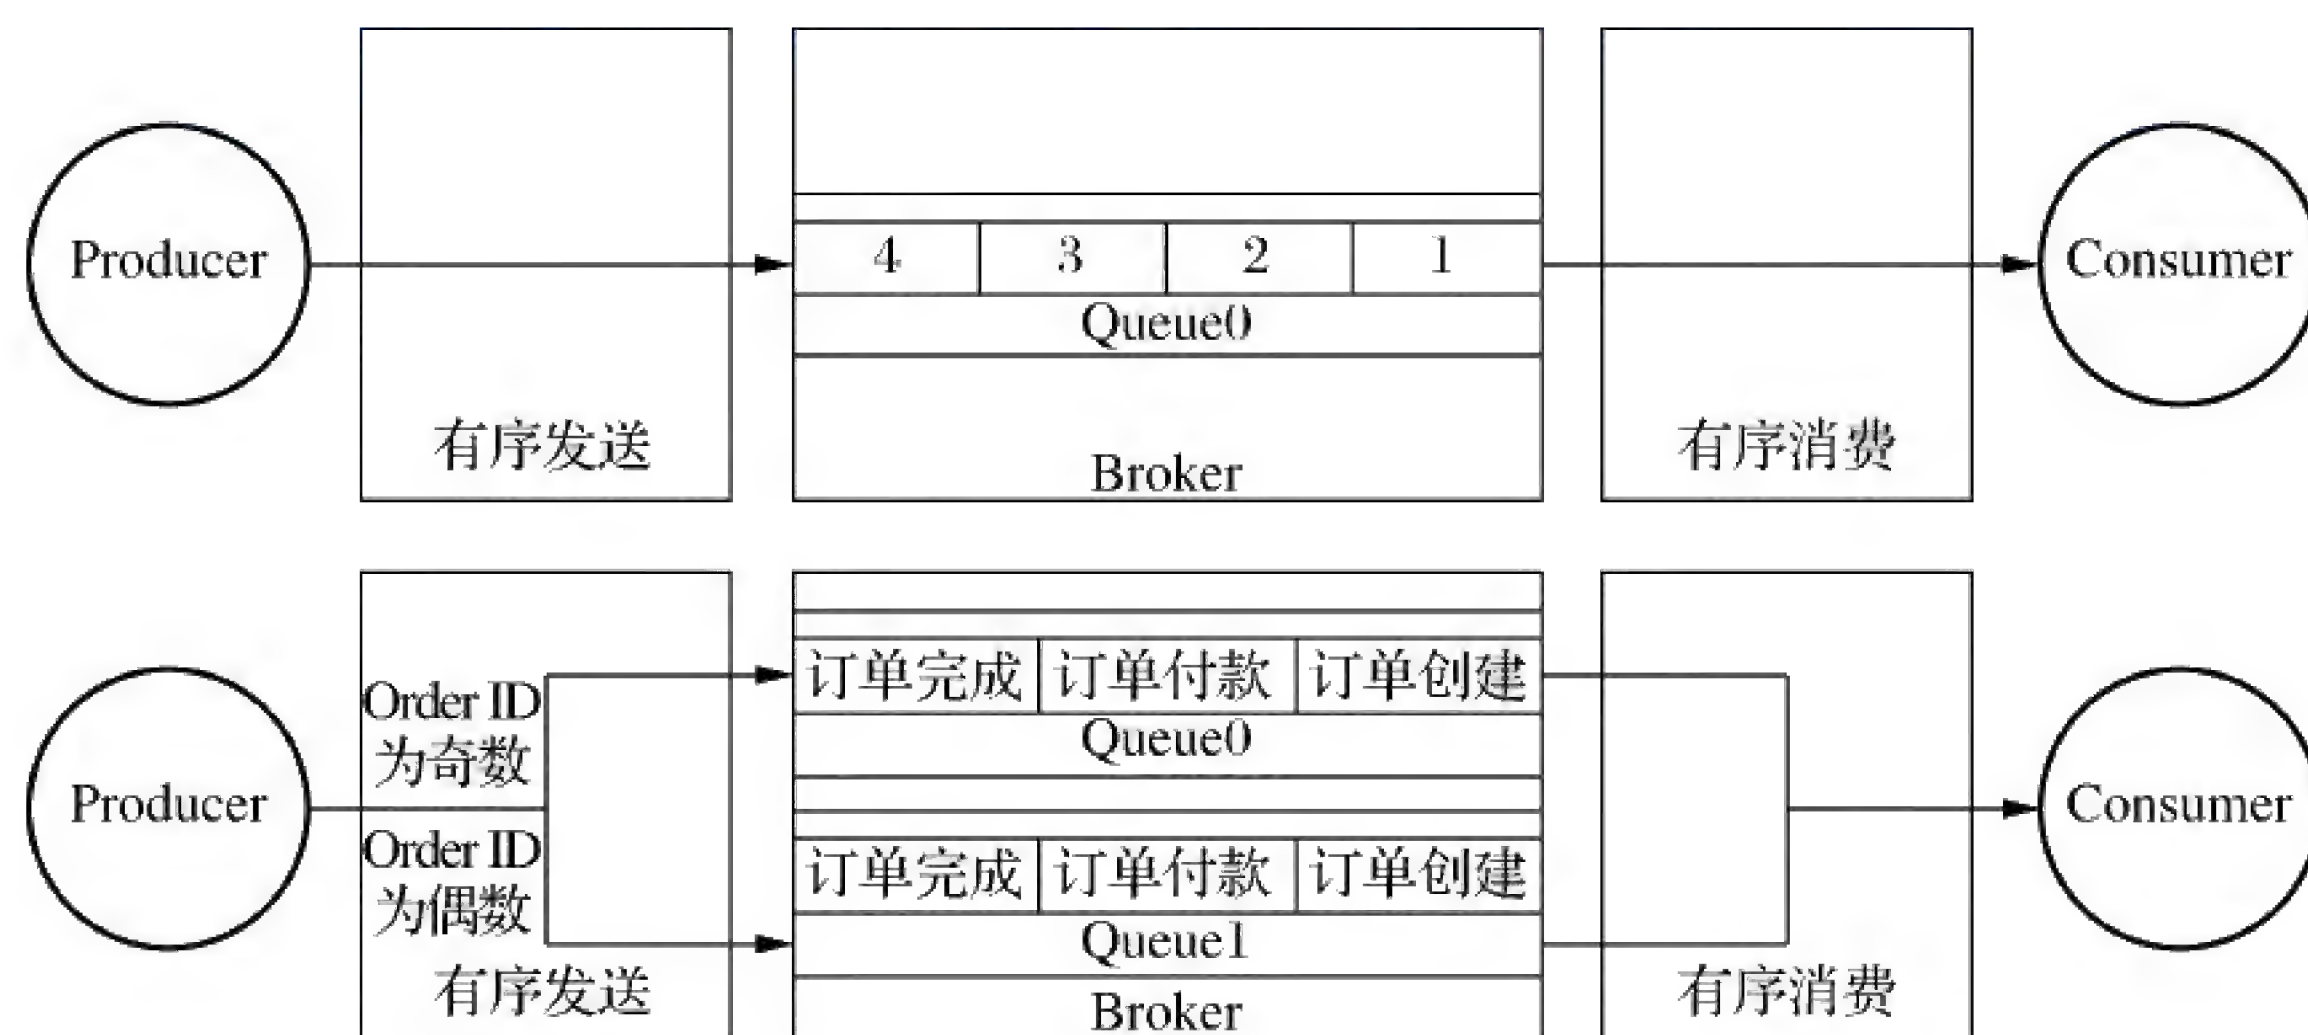 Producer
4 3 2 1
Queue0
有序发送
Broker
有序消费
Consumer
Producer
Order ID
为奇数
Order ID
为偶数
有序发送
订单完成 订单付款 订单创建
Queue0
订单完成 订单付款 订单创建
Queue1
Broker
有序消费
Consumer